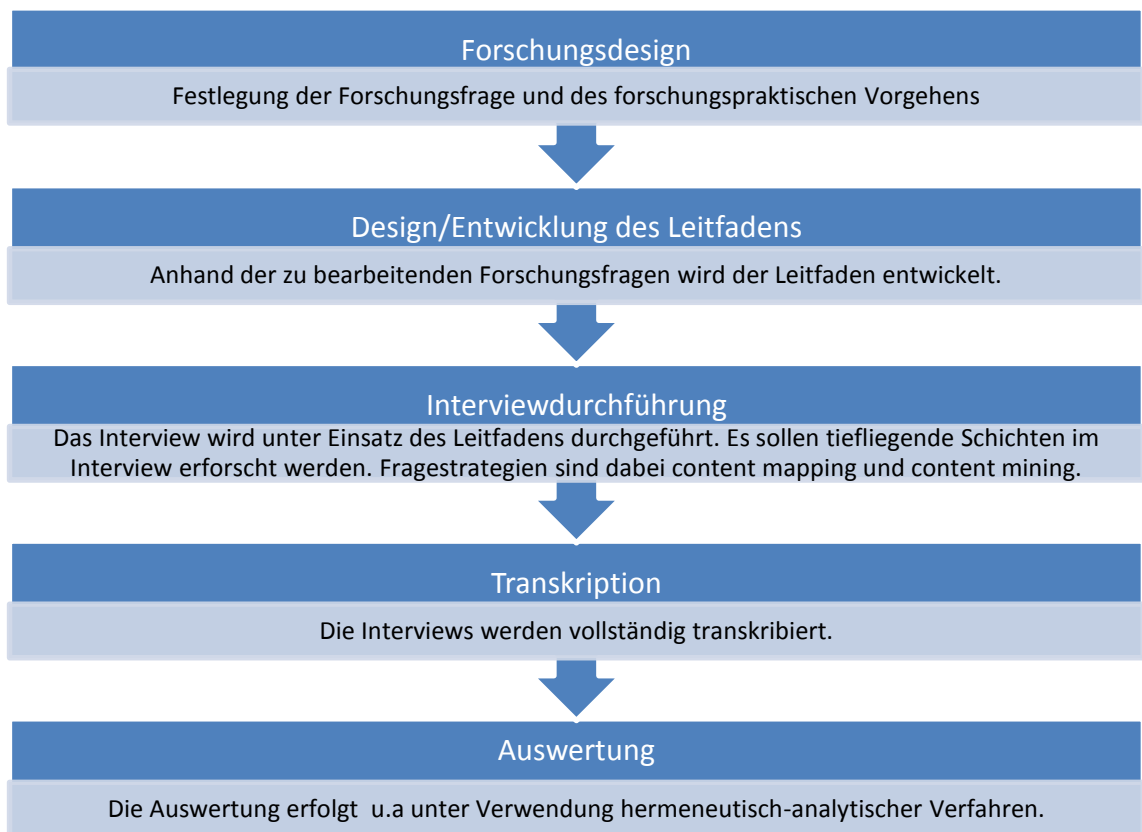 Forschungsdesign
Festlegung der Forschungsfrage und des forschungspraktischen Vorgehens
Design/Entwicklung des Leitfadens
Anhand der zu bearbeitenden Forschungsfragen wird der Leitfaden entwickelt.
Interviewdurchführung
Das Interview wird unter Einsatz des Leitfadens durchgeführt. Es sollen tiefliegende Schichten im
Interview erforscht werden. Fragestrategien sind dabei content mapping und content mining.
Transkription
Die Interviews werden vollständig transkribiert.
Auswertung
Die Auswertung erfolgt  u.a unter Verwendung hermeneutisch-analytischer Verfahren.